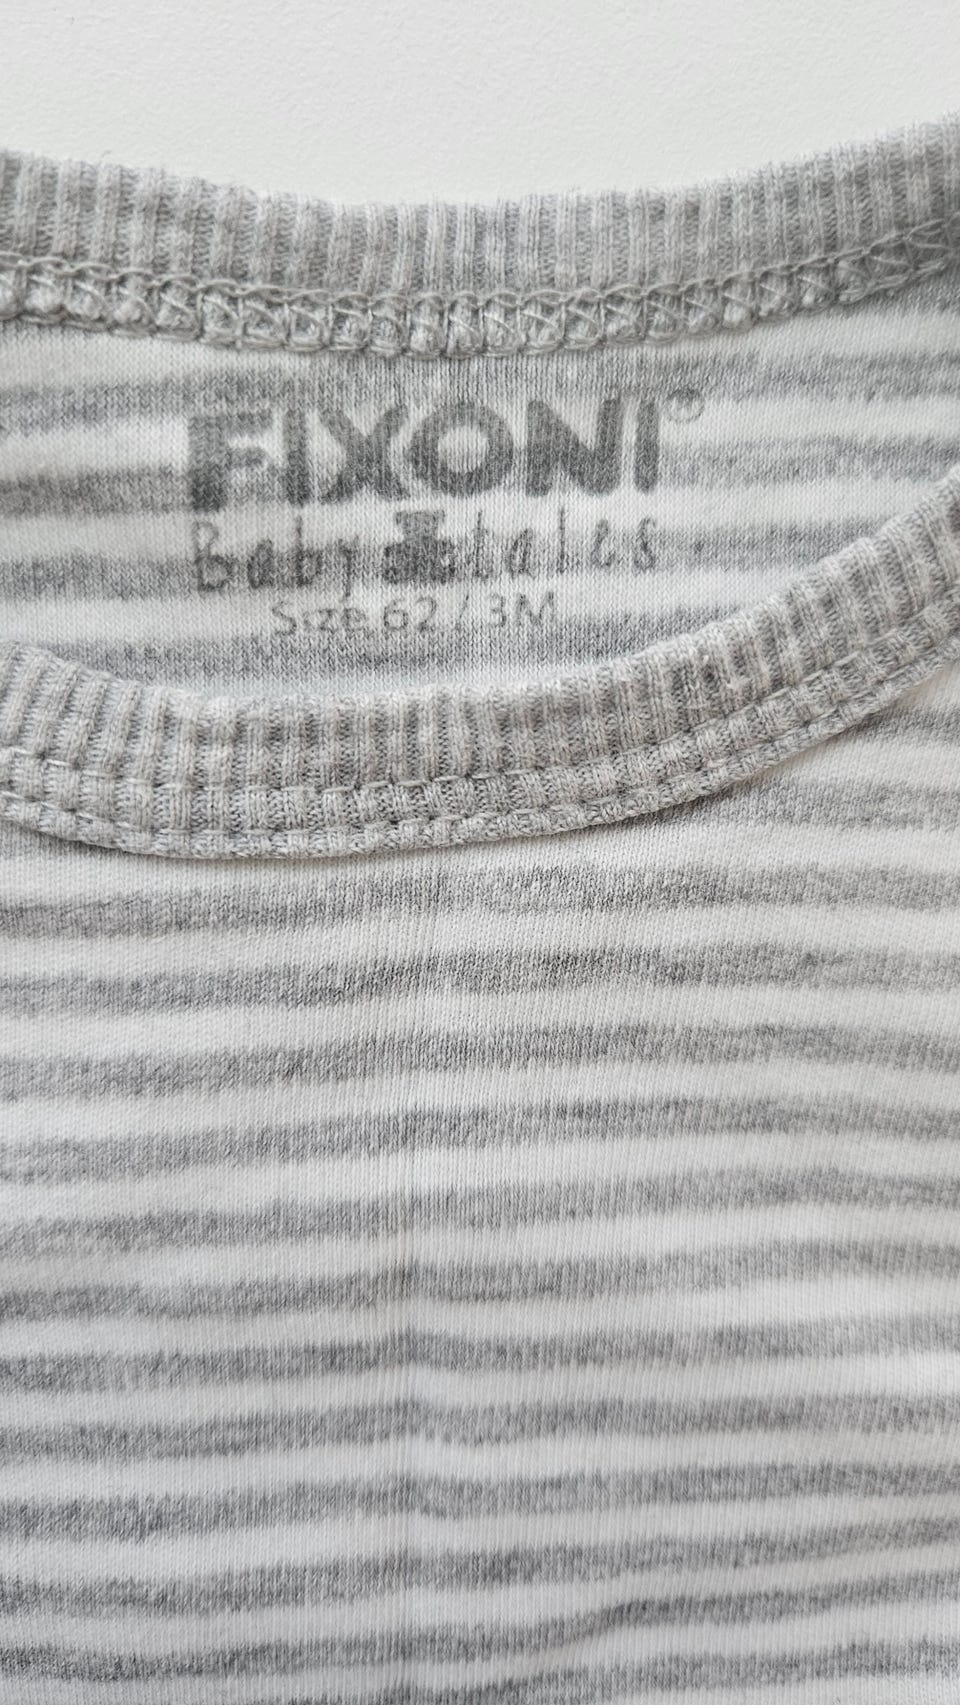 FIXONI®
Baby tales
Size 62 / 3M